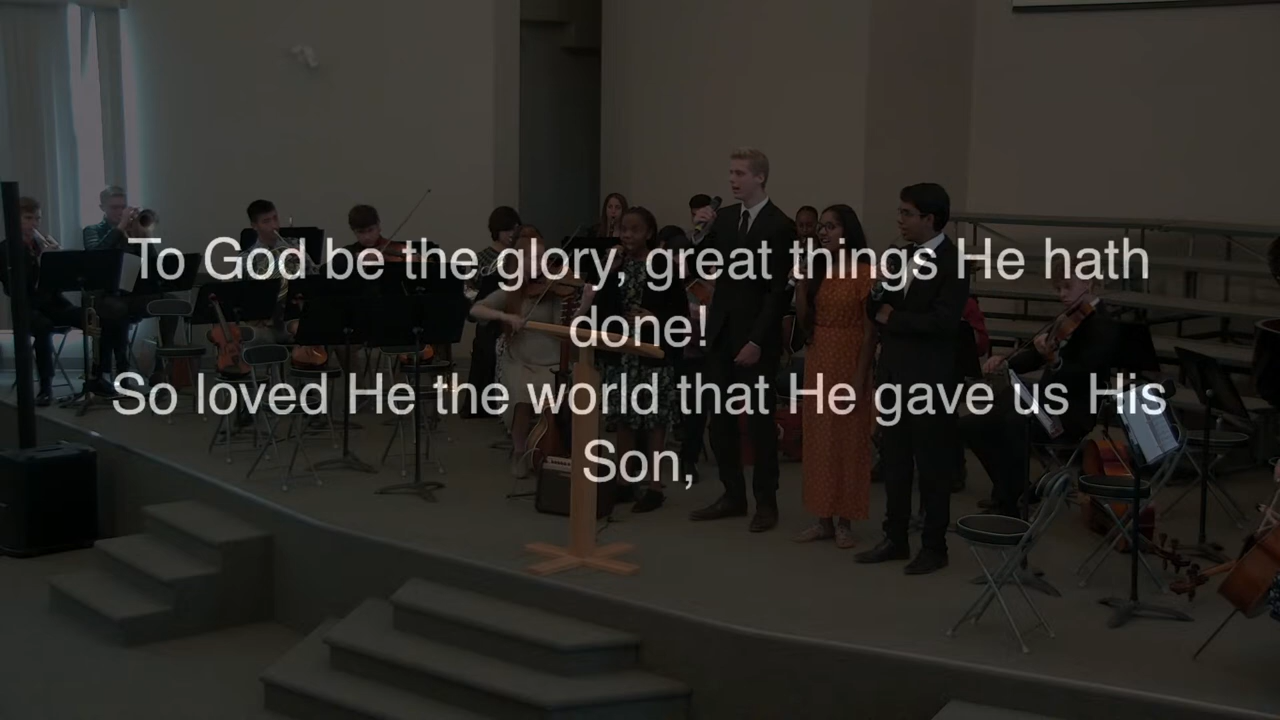 To God be the glory, great things He hath
done!
So loved He the world that He gave us His
Son,